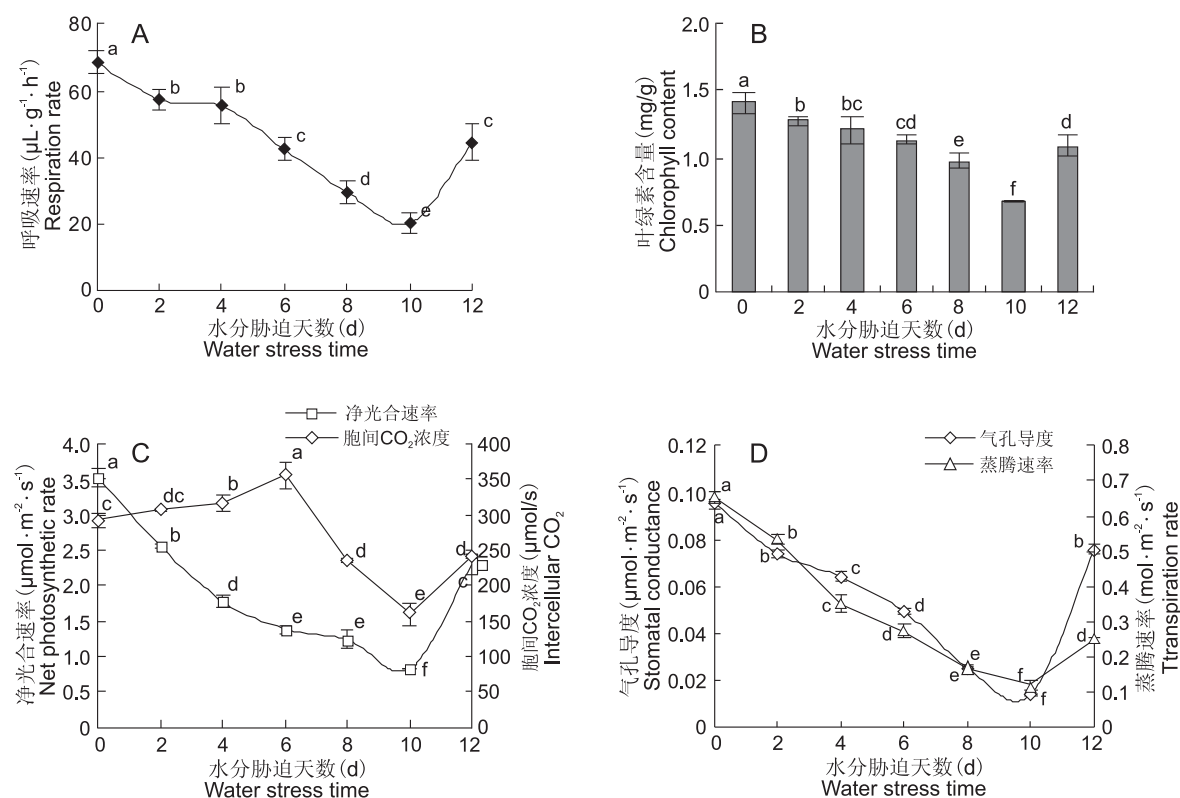 A
80
60
40
20
0
a
b
b
c
d
e
c
呼吸速率(μL·g⁻¹·h⁻¹)
Respiration rate
0 2 4 6 8 10 12
水分胁迫天数(d)
Water stress time
B
2.0
1.5
1.0
0.5
0
a
b
bc
cd
e
f
d
叶绿素含量(mg/g)
Chlorophyll content
0 2 4 6 8 10 12
水分胁迫天数(d)
Water stress time
净光合速率
胞间CO₂浓度
C
4.0
3.5
3.0
2.5
2.0
1.5
1.0
0.5
0
净光合速率(μmol·m⁻²·s⁻¹)
Net photosynthetic rate
a
b
d
e
e
f
c
c
dc
b
a
d
e
d
400
350
300
250
200
150
100
50
0
胞间CO₂浓度(μmol/s)
Intercellular CO₂
0 2 4 6 8 10 12
水分胁迫天数(d)
Water stress time
气孔导度
蒸腾速率
D
0.12
0.10
0.08
0.06
0.04
0.02
0
气孔导度(μmol·m⁻²·s⁻¹)
Stomatal conductance
a
a
b
b
c
c
d
d
e
e
f
f
b
d
0.8
0.7
0.6
0.5
0.4
0.3
0.2
0.1
0
蒸腾速率(mol·m⁻²·s⁻¹)
Ttranspiration rate
0 2 4 6 8 10 12
水分胁迫天数(d)
Water stress time